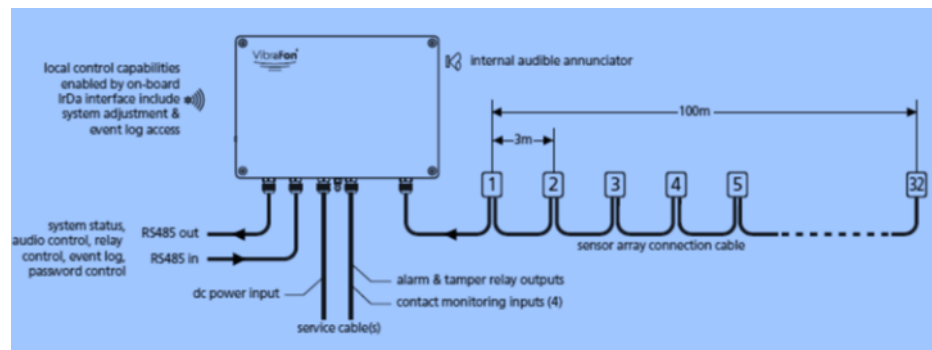 VibraFon
internal audible annunciator
local control capabilities
enabled by on-board
IrDa interface include
system adjustment &
event log access
100m
3m
1 2 3 4 5 32
sensor array connection cable
system status,
audio control, relay
control, event log,
password control
RS485 out
RS485 in
dc power input
alarm & tamper relay outputs
contact monitoring inputs (4)
service cable(s)